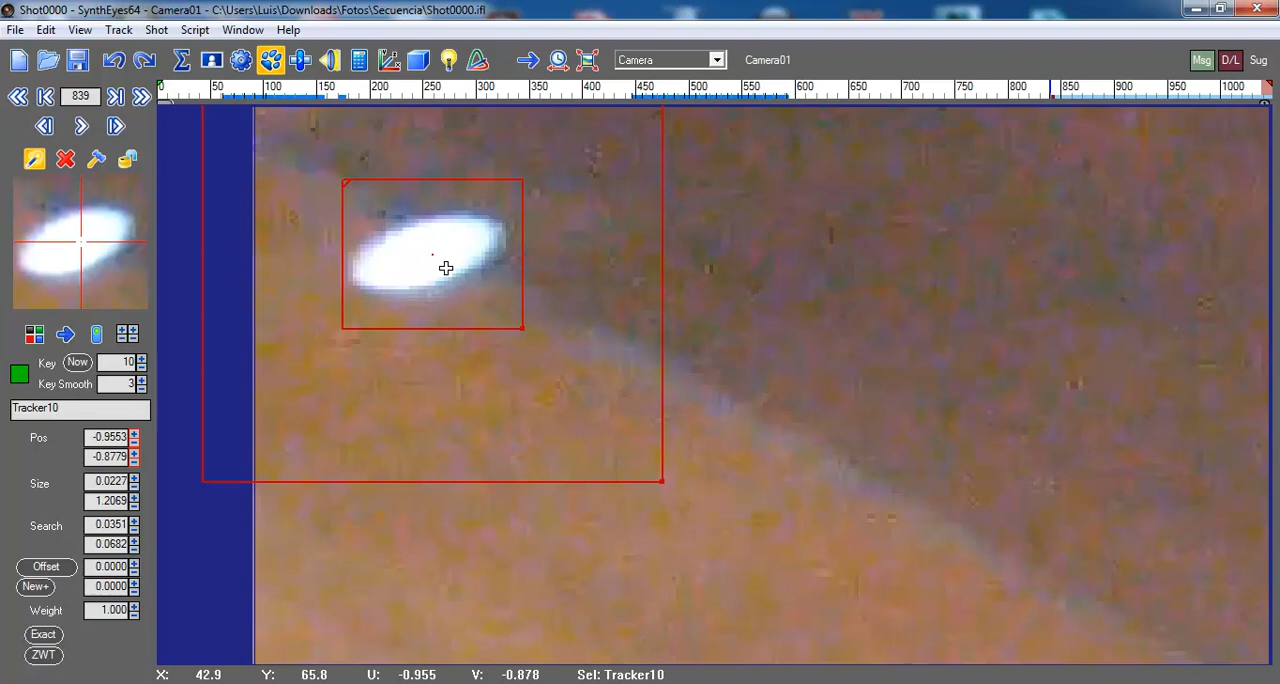 Shot0000 - SynthEyes64 - Camera01 - C:\Users\Luis\Downloads\Fotos\Secuencia\Shot0000.ifl
File Edit View Track Shot Script Window Help
Camera Camera01 Msg D/L Sug
839 0 50 100 150 200 250 300 350 400 450 500 550 600 650 700 750 800 850 900 950 1000
Key Now 10
Key Smooth 3
Tracker10
Pos -0.9553
-0.8779
Size 0.0227
1.2069
Search 0.0351
0.0682
Offset 0.0000
New+ 0.0000
Weight 1.000
Exact
ZWT
X: 42.9 Y: 65.8 U: -0.955 V: -0.878 Sel: Tracker10